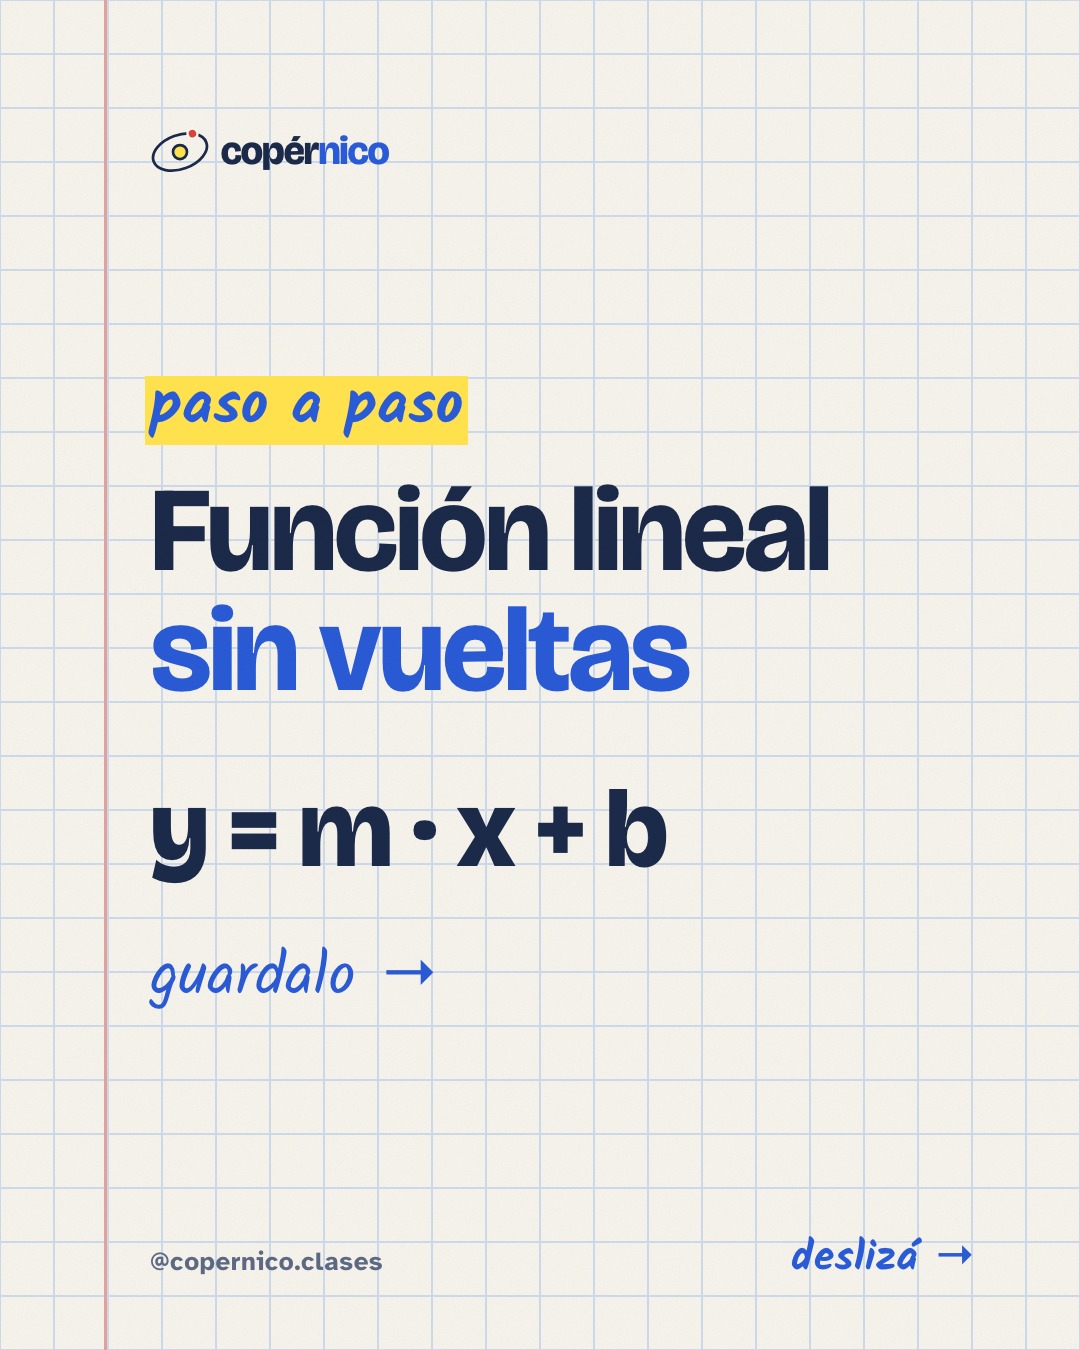 copérnico
paso a paso
Función lineal
sin vueltas
y = m · x + b
guardalo →
@copernico.clases
deslizá →